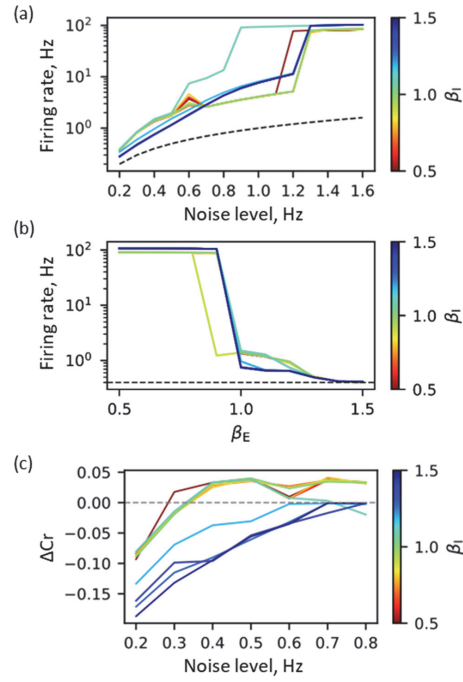 (a)
Firing rate, Hz
10²
10¹
10⁰
0.2 0.4 0.6 0.8 1.0 1.2 1.4 1.6
Noise level, Hz
1.5
1.0
0.5
βI
(b)
Firing rate, Hz
10²
10¹
10⁰
0.5 1.0 1.5
βE
1.5
1.0
0.5
βI
(c)
ΔCr
0.05
0.00
−0.05
−0.10
−0.15
0.2 0.3 0.4 0.5 0.6 0.7 0.8
Noise level, Hz
1.5
1.0
0.5
βI